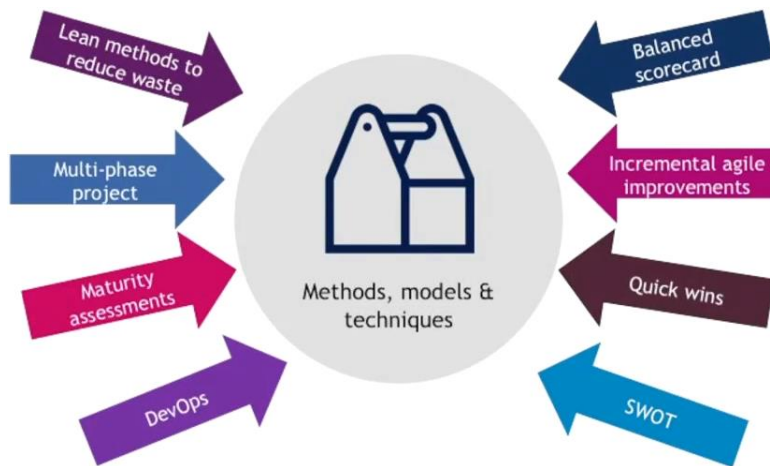 Lean methods to
reduce waste
Multi-phase
project
Maturity
assessments
DevOps
Methods, models &
techniques
Balanced
scorecard
Incremental agile
improvements
Quick wins
SWOT